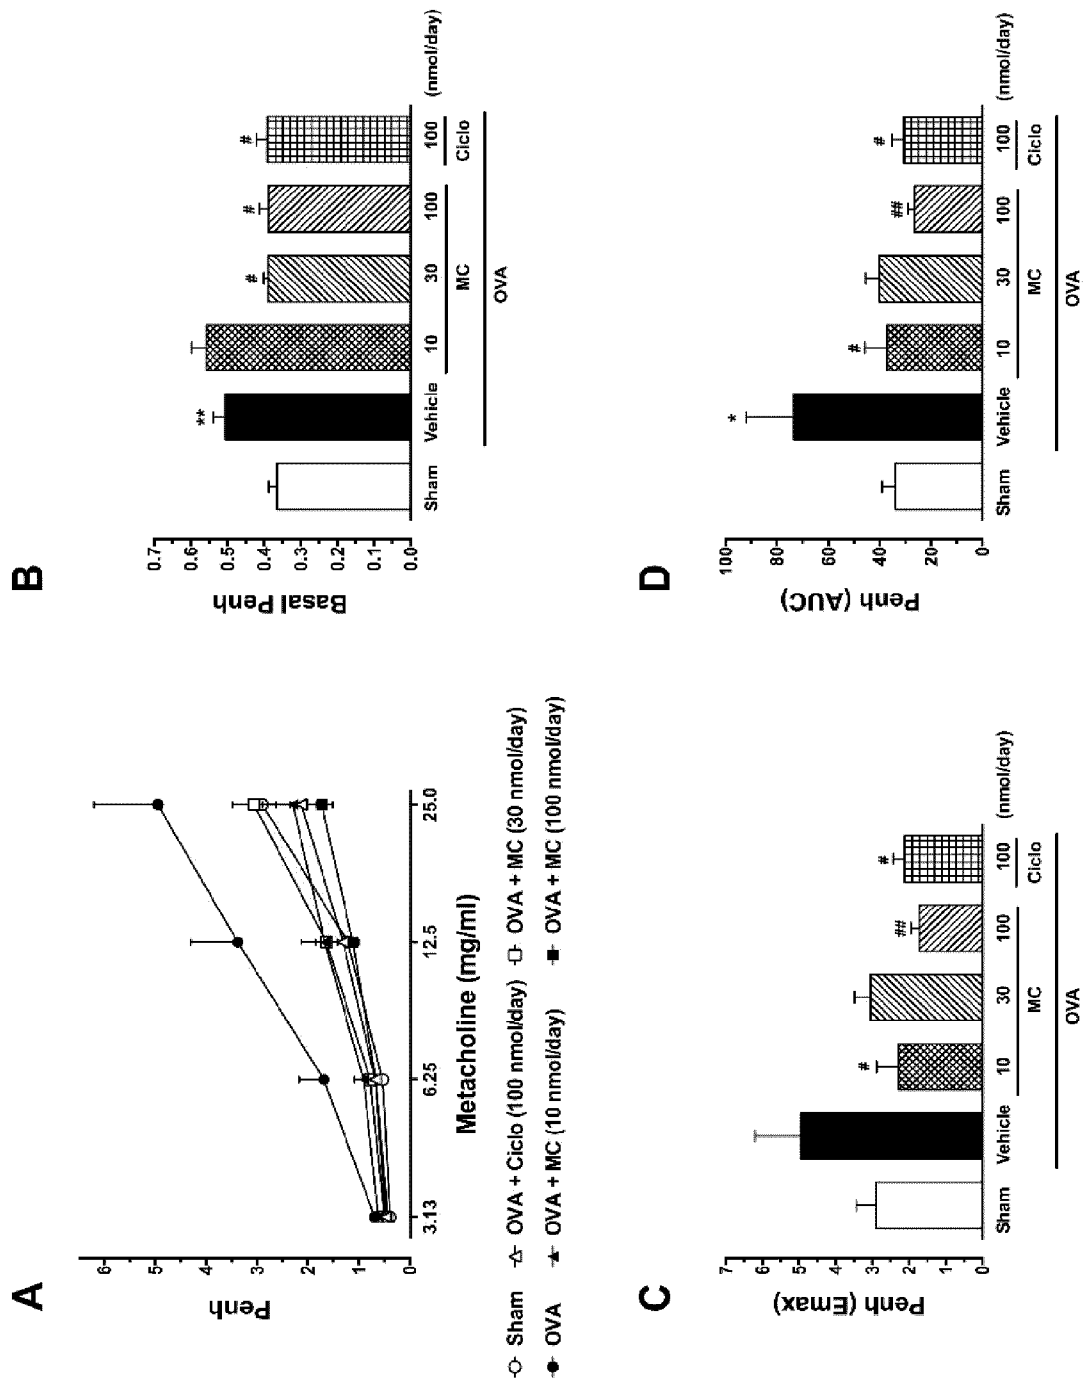 A
Penh
0
1
2
3
4
5
6
3.13
6.25
12.5
25.0
Metacholine (mg/ml)
Sham
OVA + Ciclo (100 nmol/day)
OVA + MC (30 nmol/day)
OVA
OVA + MC (10 nmol/day)
OVA + MC (100 nmol/day)
B
Basal Penh
0.7
0.6
0.5
0.4
0.3
0.2
0.1
0.0
**
#
#
#
Sham
Vehicle
10
30
100
100
(nmol/day)
MC
Ciclo
OVA
C
Penh (Emax)
7
6
5
4
3
2
1
0
#
##
#
Sham
Vehicle
10
30
100
100
(nmol/day)
MC
Ciclo
OVA
D
Penh (AUC)
100
80
60
40
20
0
*
#
##
#
Sham
Vehicle
10
30
100
100
(nmol/day)
MC
Ciclo
OVA